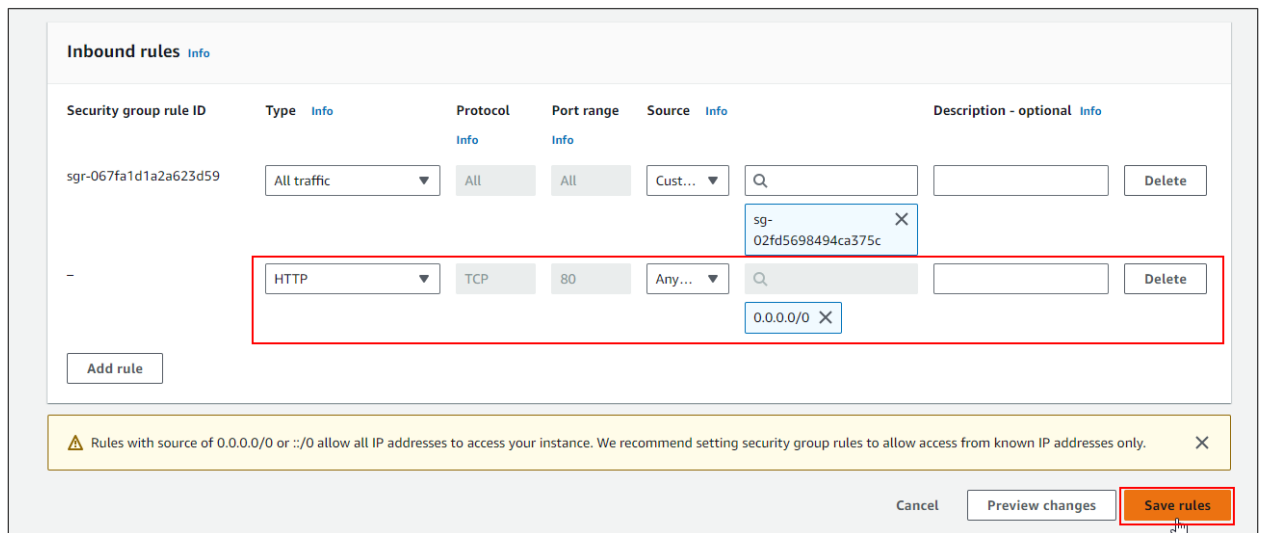 Inbound rules Info
Security group rule ID Type Info Protocol Info Port range Info Source Info Description - optional Info
sgr-067fa1d1a2a623d59 All traffic All All Cust... Delete
sg-
02fd5698494ca375c
– HTTP TCP 80 Any... Delete
0.0.0.0/0
Add rule
Rules with source of 0.0.0.0/0 or ::/0 allow all IP addresses to access your instance. We recommend setting security group rules to allow access from known IP addresses only.
Cancel Preview changes Save rules